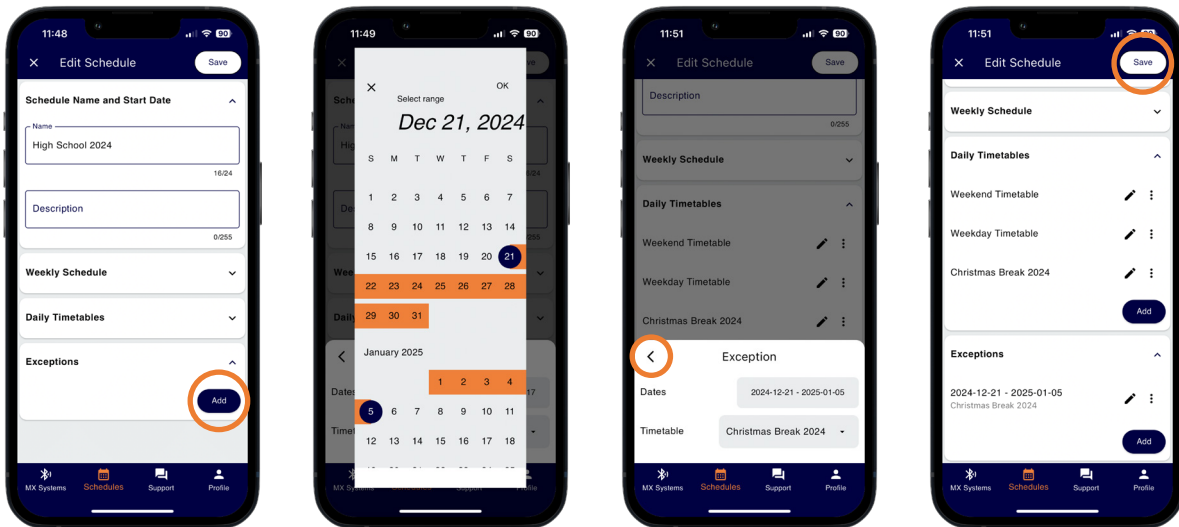 11:48
90
Edit Schedule
Save
Schedule Name and Start Date
Name
High School 2024
16/24
Description
0/255
Weekly Schedule
Daily Timetables
Exceptions
Add
MX Systems Schedules Support Profile
11:49
90
OK
Select range
Dec 21, 2024
S M T W T F S
1 2 3 4 5 6 7
8 9 10 11 12 13 14
15 16 17 18 19 20 21
22 23 24 25 26 27 28
29 30 31
January 2025
1 2 3 4
5 6 7 8 9 10 11
12 13 14 15 16 17 18
11:51
90
Edit Schedule
Save
Description
0/255
Weekly Schedule
Daily Timetables
Weekend Timetable
Weekday Timetable
Christmas Break 2024
Exception
Dates 2024-12-21 - 2025-01-05
Timetable Christmas Break 2024
MX Systems Schedules Support Profile
11:51
90
Edit Schedule
Save
Weekly Schedule
Daily Timetables
Weekend Timetable
Weekday Timetable
Christmas Break 2024
Add
Exceptions
2024-12-21 - 2025-01-05
Christmas Break 2024
Add
MX Systems Schedules Support Profile